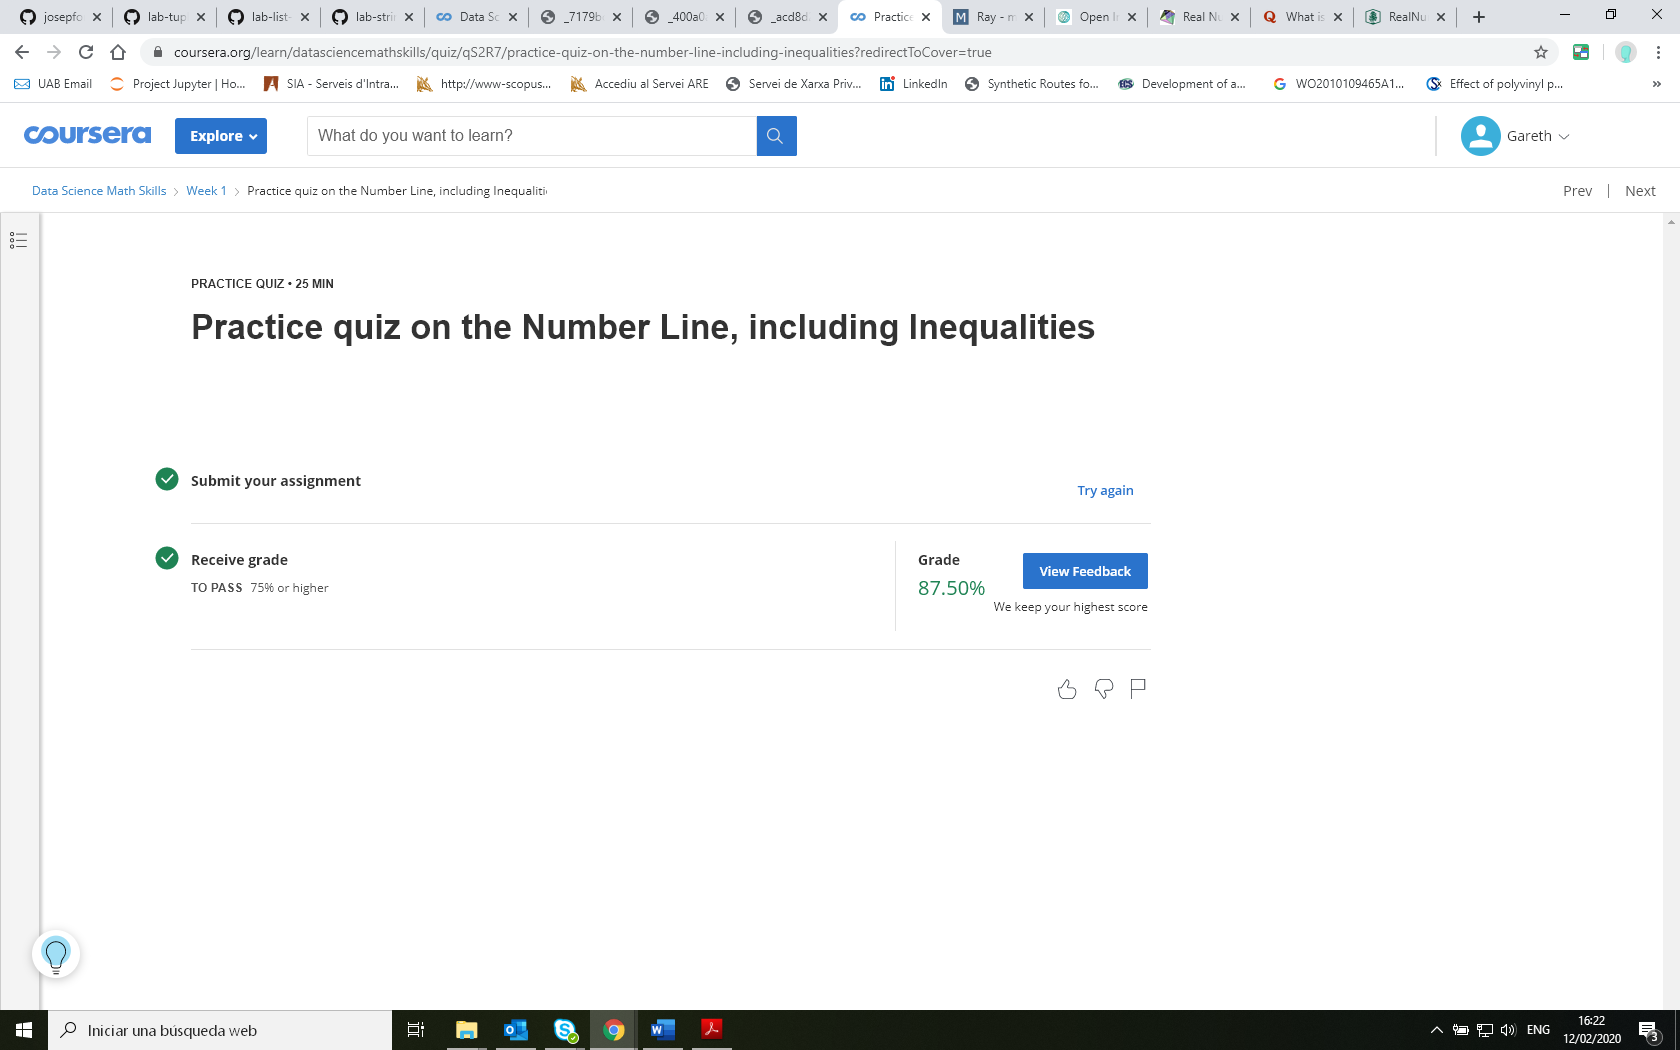 josepfo
lab-tup
lab-list-
lab-strin
Data Sc
_7179b
_400a0
_acd8d
Practice
Ray - m
Open In
Real Nu
What is
RealNu
coursera.org/learn/datasciencemathskills/quiz/qS2R7/practice-quiz-on-the-number-line-including-inequalities?redirectToCover=true
UAB Email
Project Jupyter | Ho...
SIA - Serveis d'Intra...
http://www-scopus...
Accediu al Servei ARE
Servei de Xarxa Priv...
LinkedIn
Synthetic Routes fo...
Development of a...
WO2010109465A1...
Effect of polyvinyl p...
»
coursera
Explore
What do you want to learn?
Gareth
Data Science Math Skills > Week 1 > Practice quiz on the Number Line, including Inequaliti
Prev | Next
PRACTICE QUIZ • 25 MIN
Practice quiz on the Number Line, including Inequalities
Submit your assignment
Try again
Receive grade
TO PASS 75% or higher
Grade
87.50%
View Feedback
We keep your highest score
Iniciar una búsqueda web
ENG
16:22
12/02/2020
3